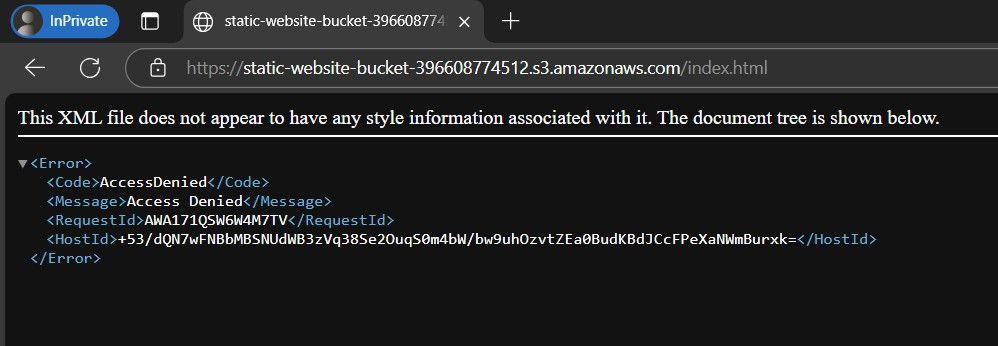 InPrivate
static-website-bucket-3966087745
https://static-website-bucket-396608774512.s3.amazonaws.com/index.html
This XML file does not appear to have any style information associated with it. The document tree is shown below.
▼<Error>
<Code>AccessDenied</Code>
<Message>Access Denied</Message>
<RequestId>AWA171QSW6W4M7TV</RequestId>
<HostId>+53/dQN7wFNBbMBSNUdWB3zVq38Se2OuqS0m4bW/bw9uhOzvtZEa0BudKBdJCcFPeXaNWmBurxk=</HostId>
</Error>